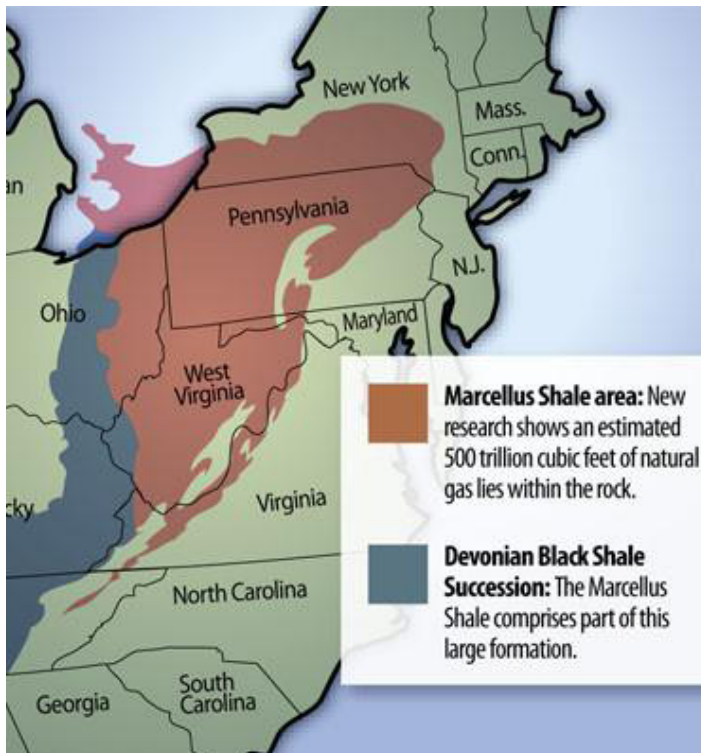 New York
Mass.
Conn.
an
Pennsylvania
N.J.
Ohio
Maryland
West
Virginia
Marcellus Shale area: New
research shows an estimated
500 trillion cubic feet of natural
gas lies within the rock.
cky
Virginia
Devonian Black Shale
Succession: The Marcellus
Shale comprises part of this
large formation.
North Carolina
Georgia
South
Carolina